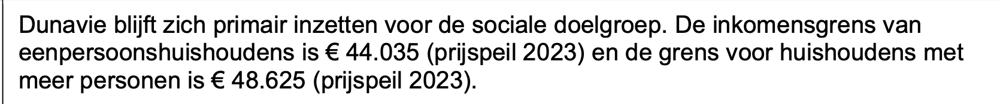 Dunavie blijft zich primair inzetten voor de sociale doelgroep. De inkomensgrens van
eenpersoonshuishoudens is € 44.035 (prijspeil 2023) en de grens voor huishoudens met
meer personen is € 48.625 (prijspeil 2023).